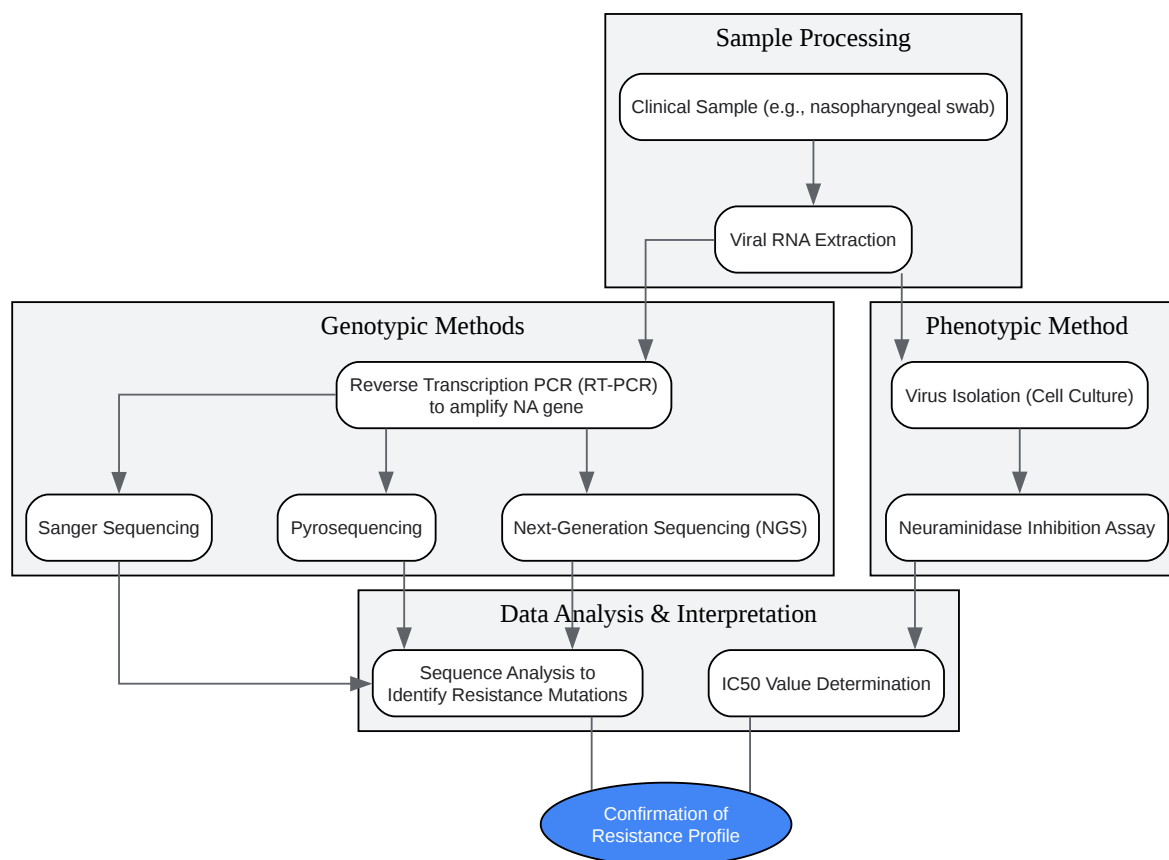 Sample Processing
Clinical Sample (e.g., nasopharyngeal swab)
Viral RNA Extraction
Genotypic Methods
Reverse Transcription PCR (RT-PCR)
to amplify NA gene
Sanger Sequencing
Pyrosequencing
Next-Generation Sequencing (NGS)
Phenotypic Method
Virus Isolation (Cell Culture)
Neuraminidase Inhibition Assay
Data Analysis & Interpretation
Sequence Analysis to
Identify Resistance Mutations
IC50 Value Determination
Confirmation of
Resistance Profile